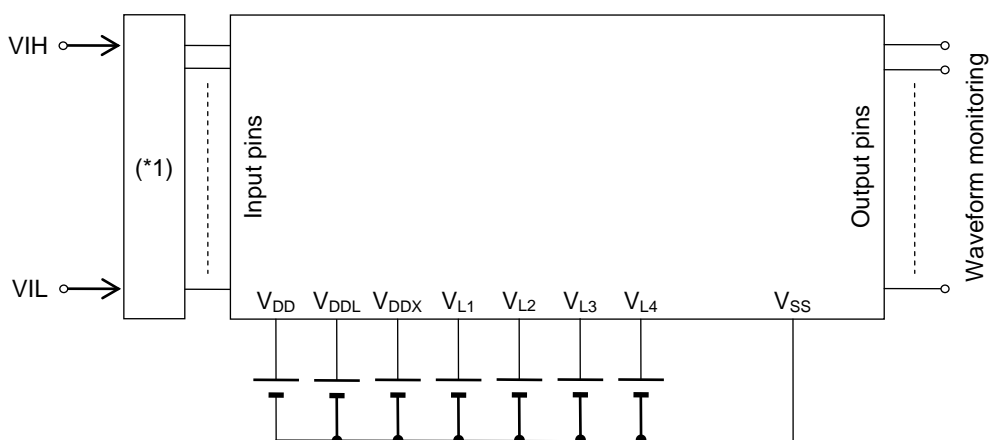 VIH
(*1)
VIL
Input pins
Output pins
Waveform monitoring
VDD VDDL VDDX VL1 VL2 VL3 VL4 VSS